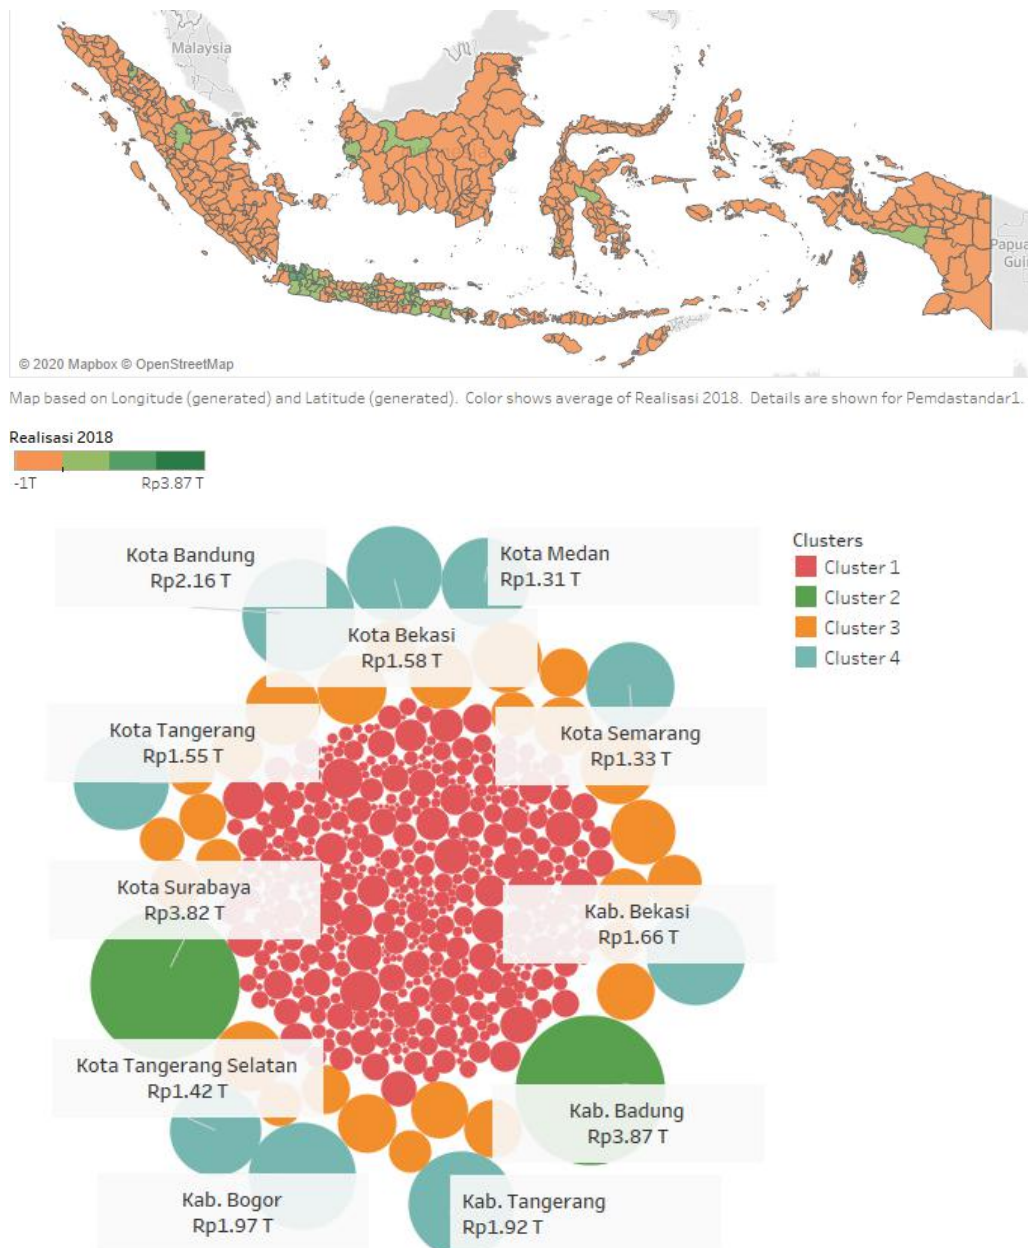 Malaysia
Papua
Gui
© 2020 Mapbox © OpenStreetMap
Map based on Longitude (generated) and Latitude (generated). Color shows average of Realisasi 2018. Details are shown for Pemdastandar1.
Realisasi 2018
-1T
Rp3.87 T
Kota Bandung
Rp2.16 T
Kota Medan
Rp1.31 T
Kota Bekasi
Rp1.58 T
Kota Tangerang
Rp1.55 T
Kota Semarang
Rp1.33 T
Kota Surabaya
Rp3.82 T
Kab. Bekasi
Rp1.66 T
Kota Tangerang Selatan
Rp1.42 T
Kab. Badung
Rp3.87 T
Kab. Bogor
Rp1.97 T
Kab. Tangerang
Rp1.92 T
Clusters
Cluster 1
Cluster 2
Cluster 3
Cluster 4